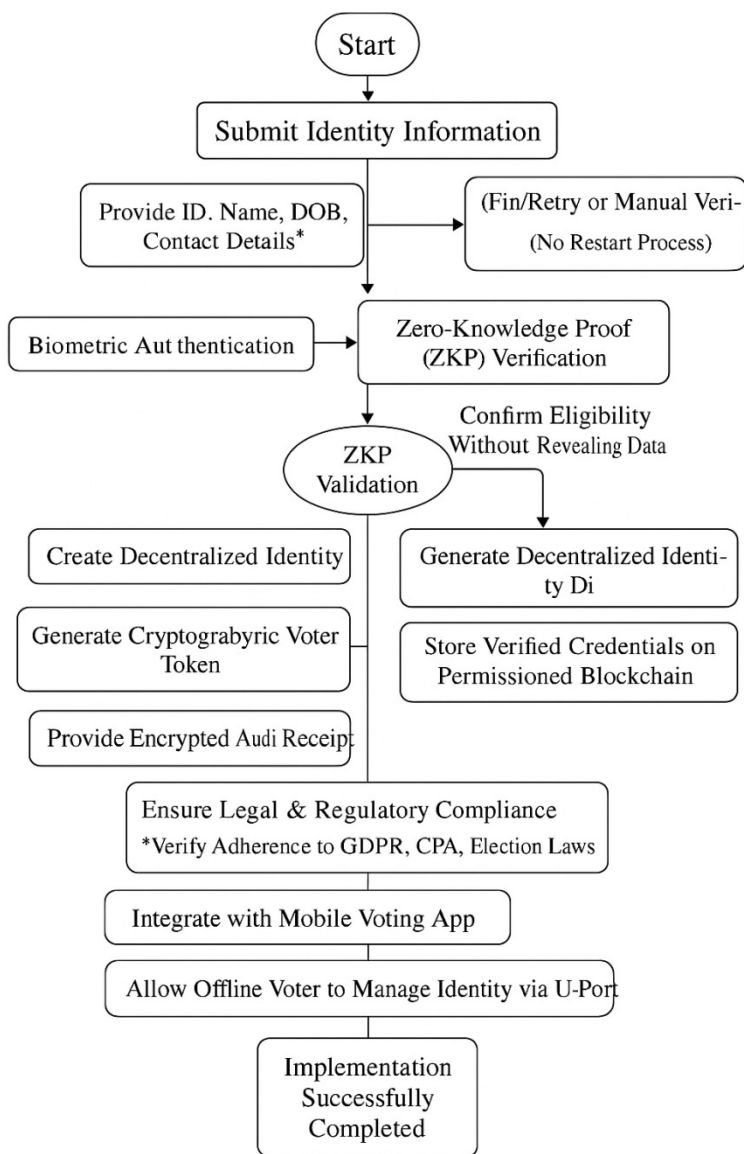 Start
Submit Identity Information
Provide ID. Name, DOB,
Contact Details*
(Fin/Retry or Manual Veri-
(No Restart Process)
Biometric Aut thentication
Zero-Knowledge Proof
(ZKP) Verification
Confirm Eligibility
Without Revealing Data
ZKP
Validation
Create Decentralized Identity
Generate Decentralized Identi-
ty Di
Generate Cryptograbyric Voter
Token
Store Verified Credentials on
Permissioned Blockchain
Provide Encrypted Audi Receipt
Ensure Legal & Regulatory Compliance
*Verify Adherence to GDPR, CPA, Election Laws
Integrate with Mobile Voting App
Allow Offline Voter to Manage Identity via U-Port
Implementation
Successfully
Completed